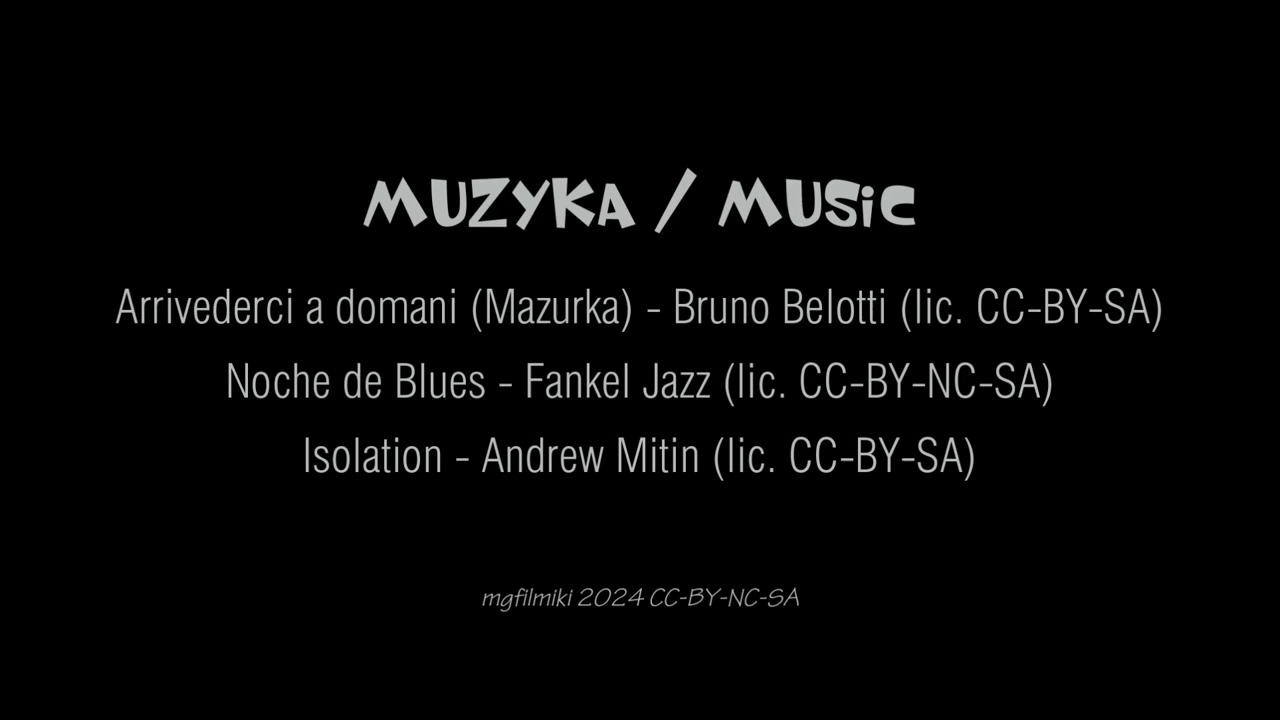 MUZYKA / MUSiC
Arrivederci a domani (Mazurka) - Bruno Belotti (lic. CC-BY-SA)
Noche de Blues - Fankel Jazz (lic. CC-BY-NC-SA)
Isolation - Andrew Mitin (lic. CC-BY-SA)
mgfilmiki 2024 CC-BY-NC-SA